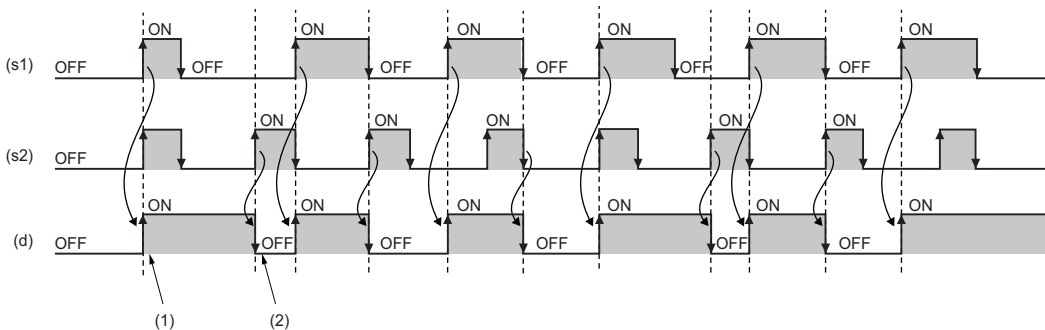 ON ON ON ON ON ON
(s1) OFF OFF OFF OFF OFF OFF
ON ON ON ON ON
(s2) OFF
ON ON ON ON ON ON
(d) OFF OFF OFF OFF OFF OFF
(1) (2)